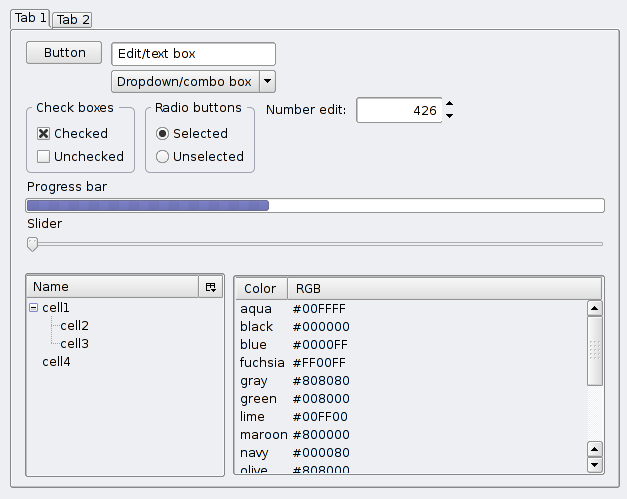 Tab 1 Tab 2
Button Edit/text box
Dropdown/combo box
Check boxes Radio buttons Number edit: 426
Checked Selected
Unchecked Unselected
Progress bar
Slider
Name
cell1
cell2
cell3
cell4
Color RGB
aqua #00FFFF
black #000000
blue #0000FF
fuchsia #FF00FF
gray #808080
green #008000
lime #00FF00
maroon #800000
navy #000080
olive #808000